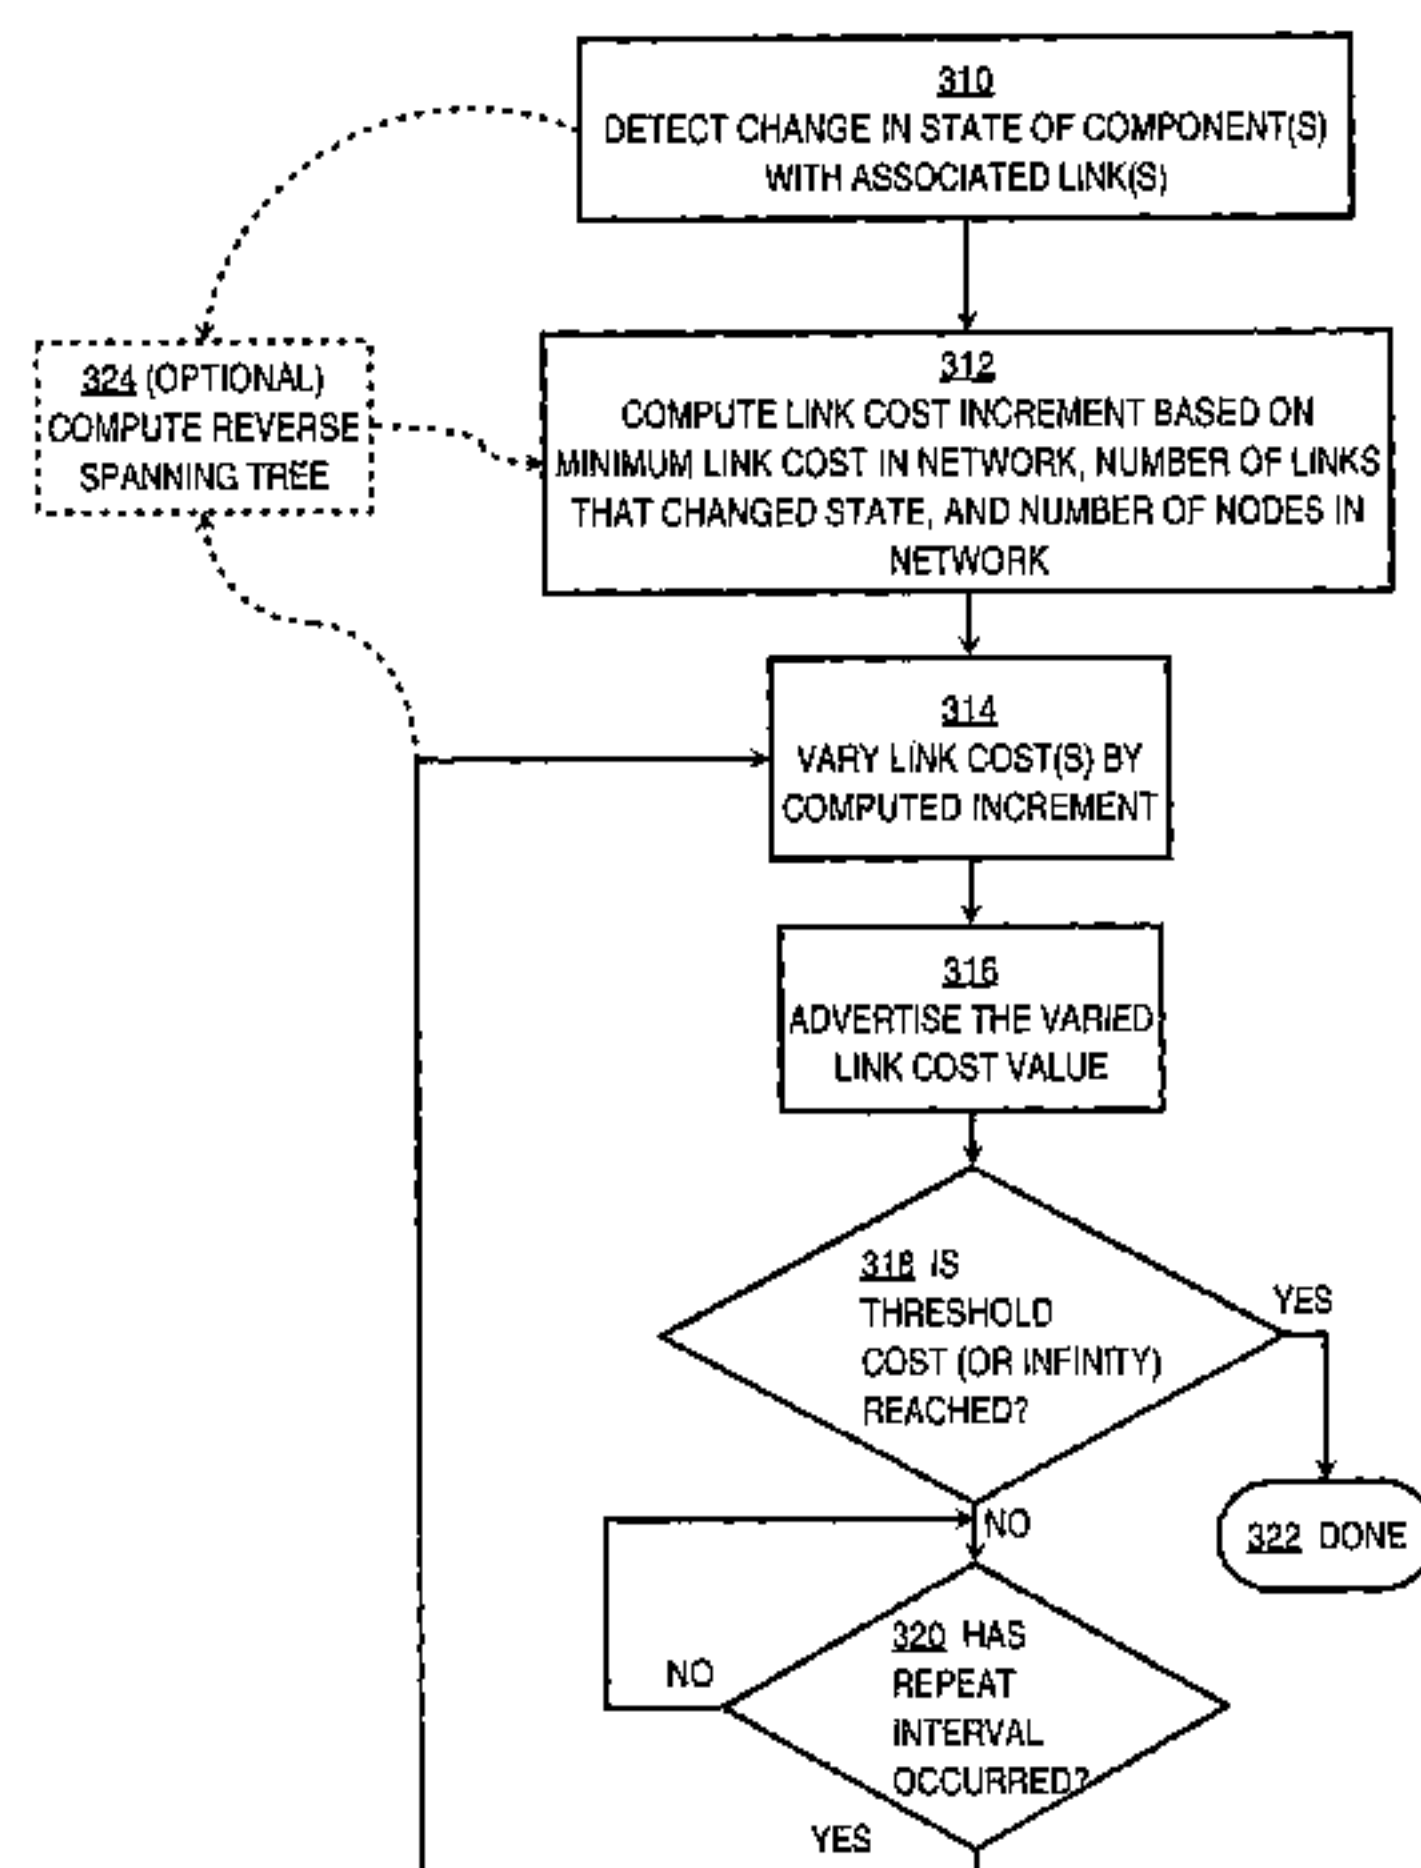 310
DETECT CHANGE IN STATE OF COMPONENT(S)
WITH ASSOCIATED LINK(S)
324 (OPTIONAL)
COMPUTE REVERSE
SPANNING TREE
312
COMPUTE LINK COST INCREMENT BASED ON
MINIMUM LINK COST IN NETWORK, NUMBER OF LINKS
THAT CHANGED STATE, AND NUMBER OF NODES IN
NETWORK
314
VARY LINK COST(S) BY
COMPUTED INCREMENT
316
ADVERTISE THE VARIED
LINK COST VALUE
318 IS
THRESHOLD
COST (OR INFINITY)
REACHED?
YES
NO
322 DONE
320 HAS
REPEAT
INTERVAL
OCCURRED?
NO
YES